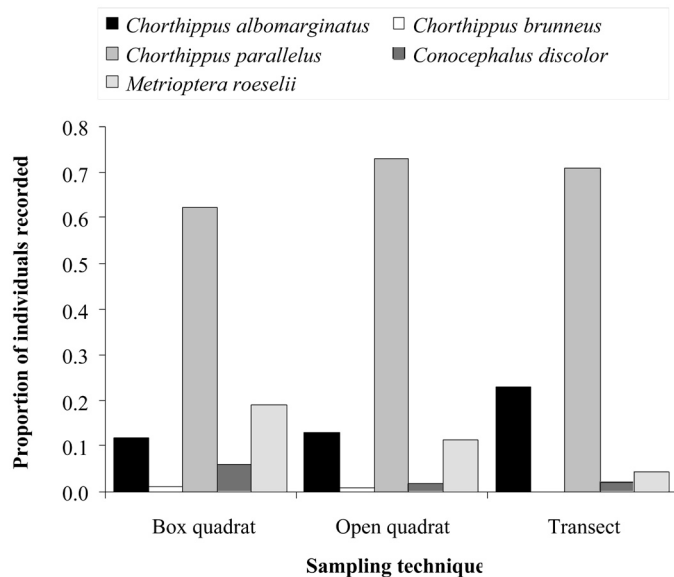 Chorthippus albomarginatus Chorthippus brunneus
Chorthippus parallelus Conocephalus discolor
Metrioptera roeselii
0.8
0.7
0.6
0.5
0.4
0.3
0.2
0.1
0.0
Proportion of individuals recorded
Box quadrat Open quadrat Transect
Sampling technique